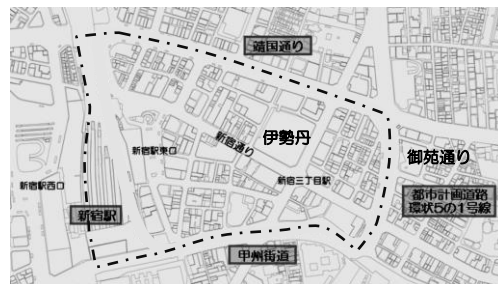 靖国通り
伊勢丹
新宿通り
御苑通り
新宿駅東口
新宿駅西口
新宿三丁目駅
都市計画道路
環状5の1号線
新宿駅
甲州街道